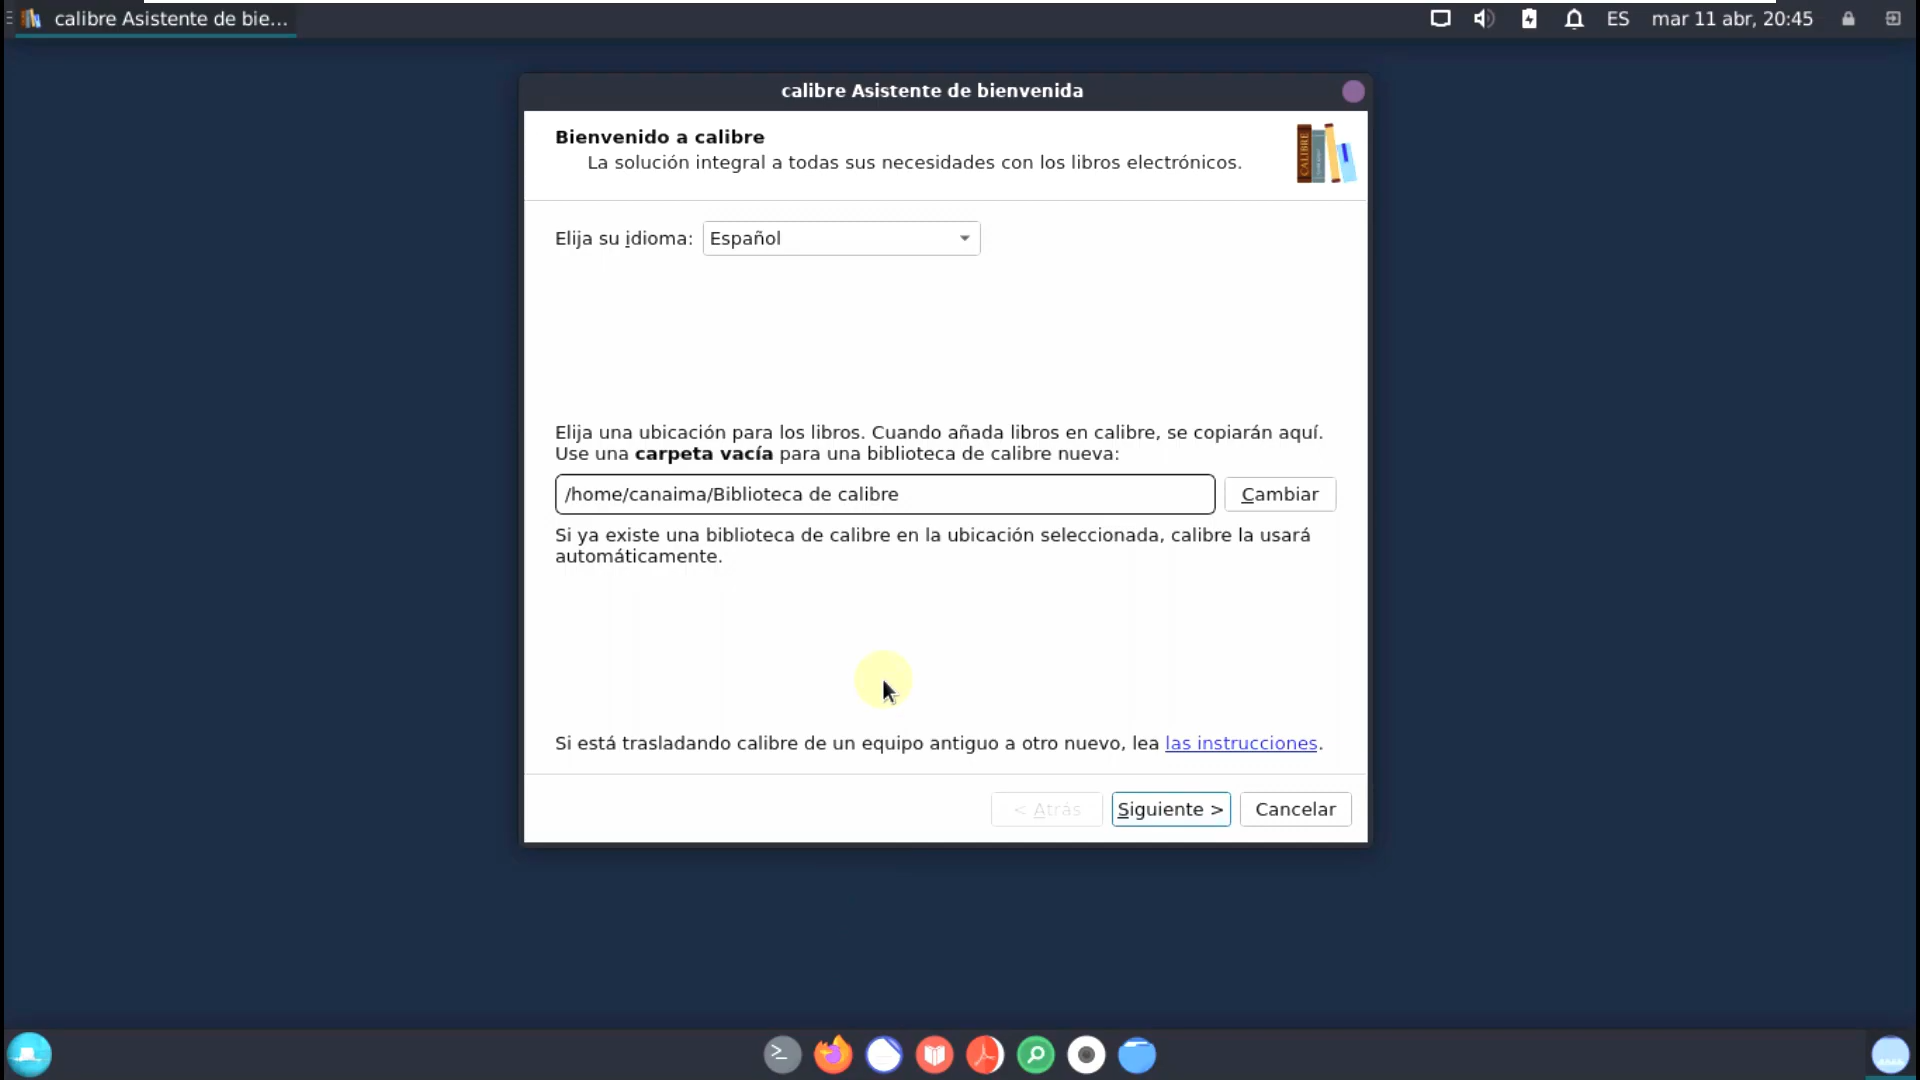 calibre Asistente de bie...
ES
mar 11 abr, 20:45
calibre Asistente de bienvenida
Bienvenido a calibre
La solución integral a todas sus necesidades con los libros electrónicos.
CALIBRE
Elija su idioma: Español
Elija una ubicación para los libros. Cuando añada libros en calibre, se copiarán aquí.
Use una carpeta vacía para una biblioteca de calibre nueva:
/home/canaima/Biblioteca de calibre
Cambiar
Si ya existe una biblioteca de calibre en la ubicación seleccionada, calibre la usará
automáticamente.
Si está trasladando calibre de un equipo antiguo a otro nuevo, lea las instrucciones.
< Atrás
Siguiente >
Cancelar